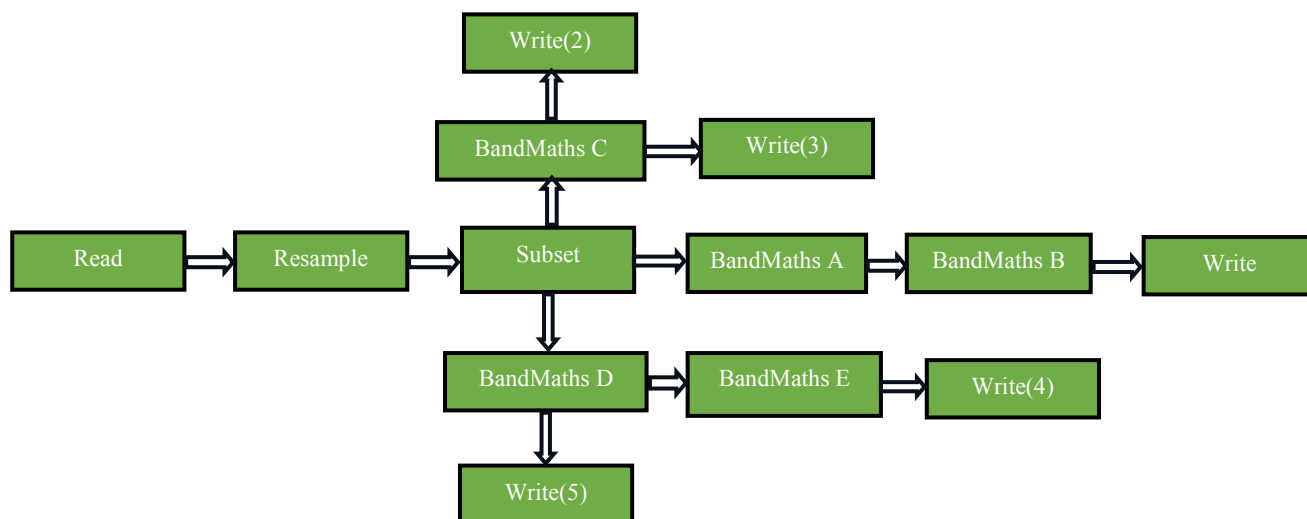 Write(2)
BandMaths C
Write(3)
Read
Resample
Subset
BandMaths A
BandMaths B
Write
BandMaths D
BandMaths E
Write(4)
Write(5)